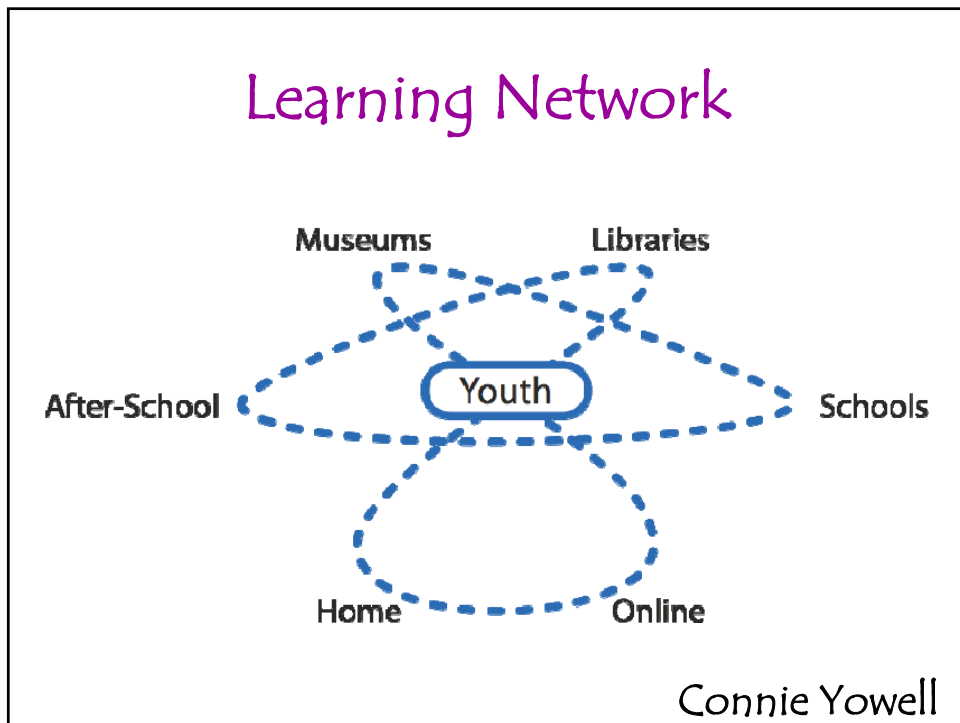 Learning Network
Museums
Libraries
After-School
Youth
Schools
Home
Online
Connie Yowell